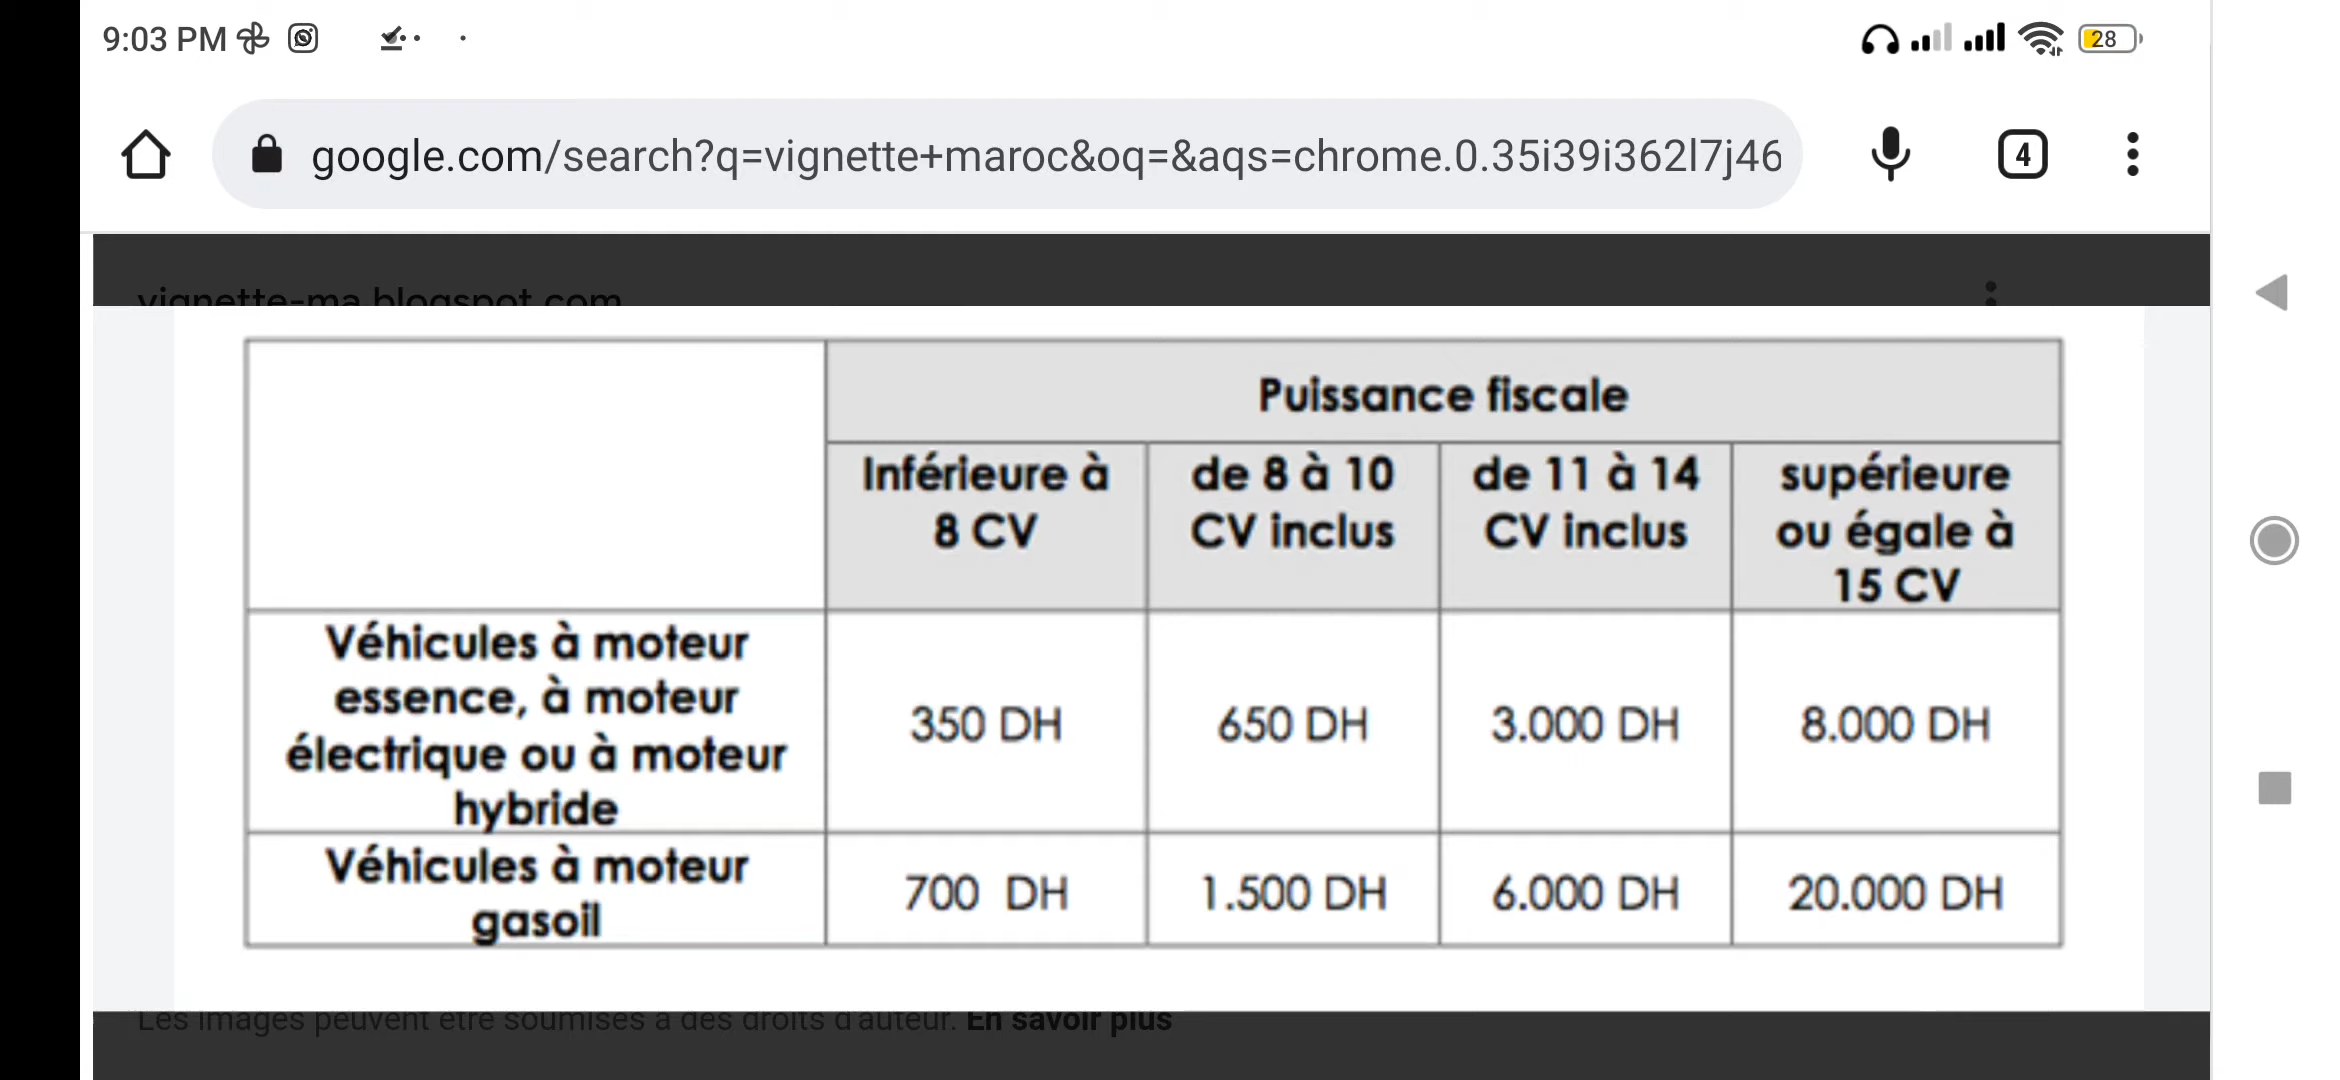 9:03 PM
28
google.com/search?q=vignette+maroc&oq=&aqs=chrome.0.35i39i362l7j46
4
vignette-ma.blogspot.com
Puissance fiscale
Inférieure à
8 CV
de 8 à 10
CV inclus
de 11 à 14
CV inclus
supérieure
ou égale à
15 CV
Véhicules à moteur
essence, à moteur
électrique ou à moteur
hybride
350 DH
650 DH
3.000 DH
8.000 DH
Véhicules à moteur
gasoil
700 DH
1.500 DH
6.000 DH
20.000 DH
Les images peuvent être soumises à des droits d'auteur. En savoir plus